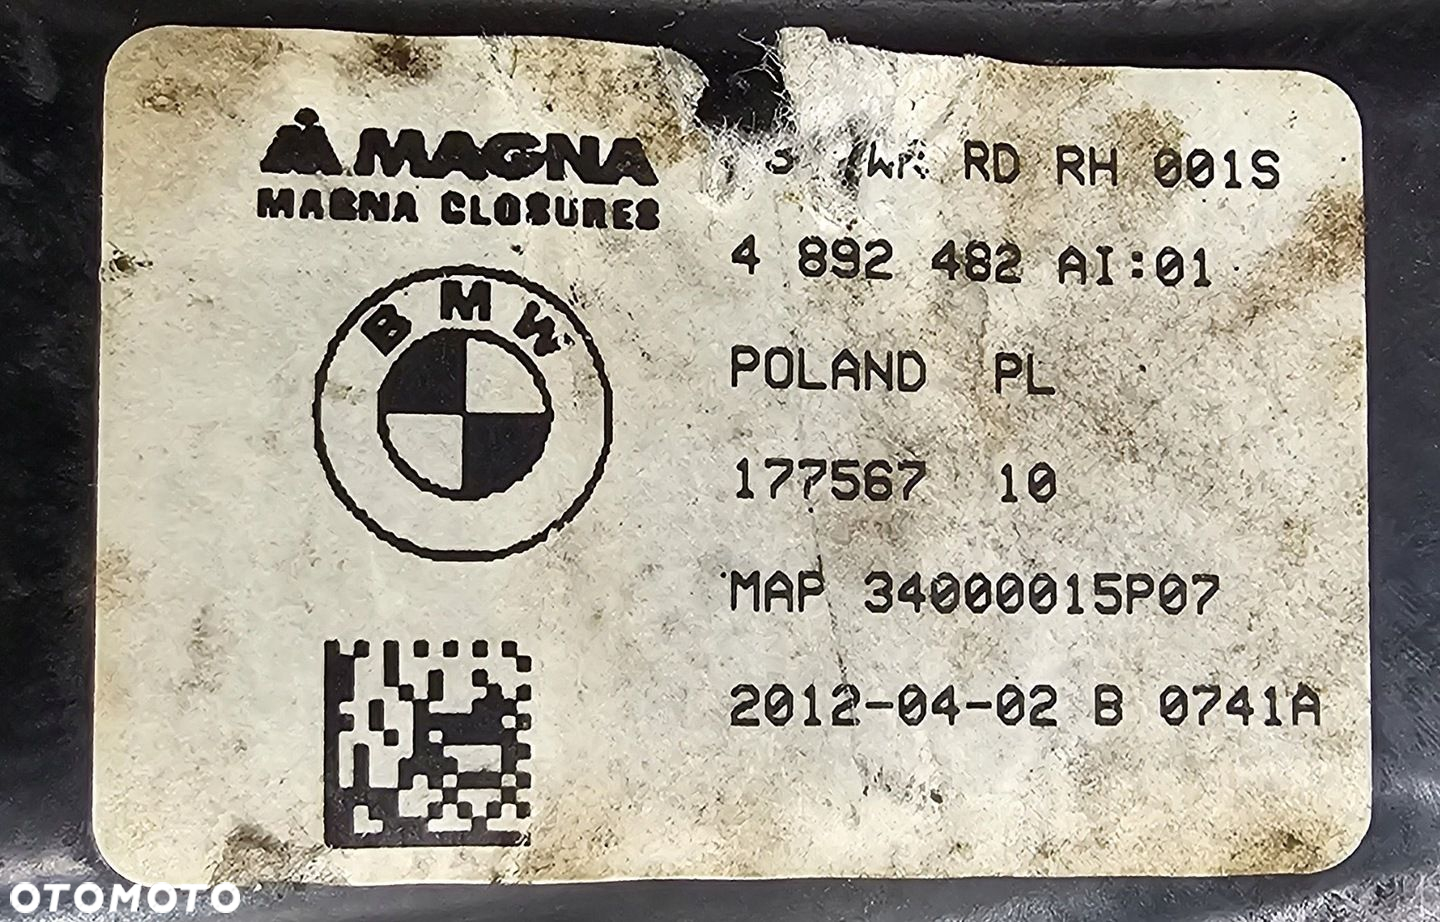 MAGNA
MAGNA CLOSURES
BMW
RD RH 001S
4 892 482 AI:01
POLAND PL
177567 10
MAP 34000015P07
2012-04-02 B 0741A
OTOMOTO